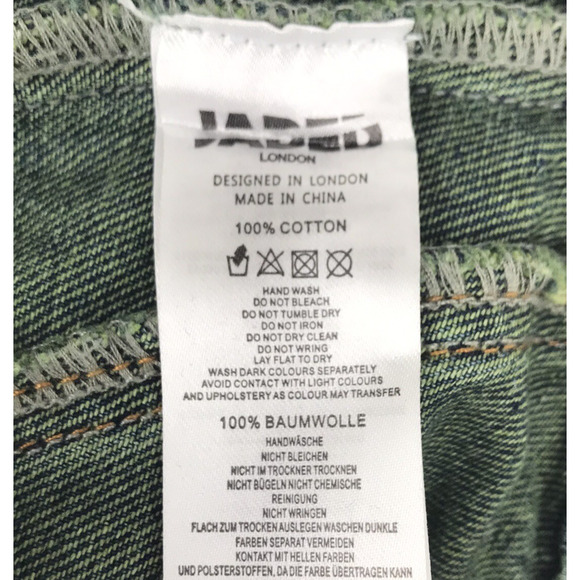 JADED
LONDON
DESIGNED IN LONDON
MADE IN CHINA
100% COTTON
HAND WASH
DO NOT BLEACH
DO NOT TUMBLE DRY
DO NOT IRON
DO NOT DRY CLEAN
DO NOT WRING
LAY FLAT TO DRY
WASH DARK COLOURS SEPARATELY
AVOID CONTACT WITH LIGHT COLOURS
AND UPHOLSTERY AS COLOUR MAY TRANSFER
100% BAUMWOLLE
HANDWÄSCHE
NICHT BLEICHEN
NICHT IM TROCKNER TROCKNEN
NICHT BÜGELN NICHT CHEMISCHE
REINIGUNG
NICHT WRINGEN
FLACH ZUM TROCKEN AUSLEGEN WASCHEN DUNKLE
FARBEN SEPARAT VERMEIDEN
KONTAKT MIT HELLEN FARBEN
UND POLSTERSTOFFEN, DA DIE FARBE ÜBERTRAGEN KANN